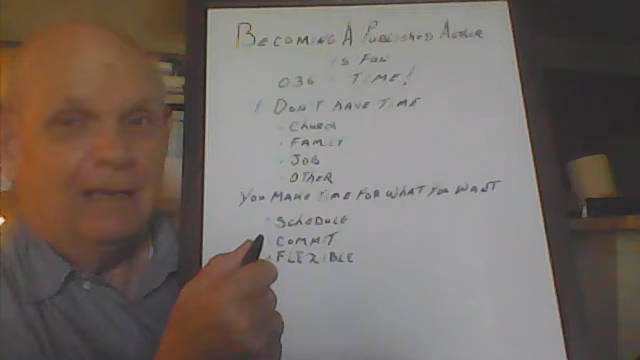 BECOMING A PUBLISHED AUTHOR
IS FUN
036 TIME!
I DON'T HAVE TIME
CHURCH
FAMILY
JOB
OTHER
YOU MAKE TIME FOR WHAT YOU WANT
SCHEDULE
COMMIT
FLEXIBLE